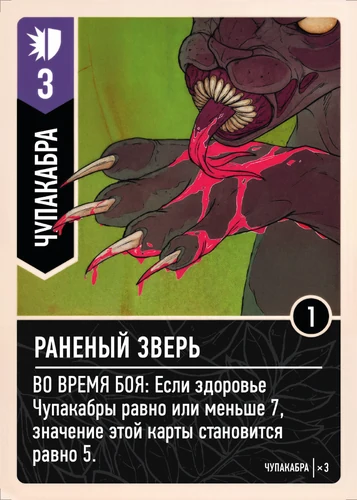 3
ЧУПАКАБРА
1
РАНЕНЫЙ ЗВЕРЬ
ВО ВРЕМЯ БОЯ: Если здоровье
Чупакабры равно или меньше 7,
значение этой карты становится
равно 5.
ЧУПАКАБРА | ×3